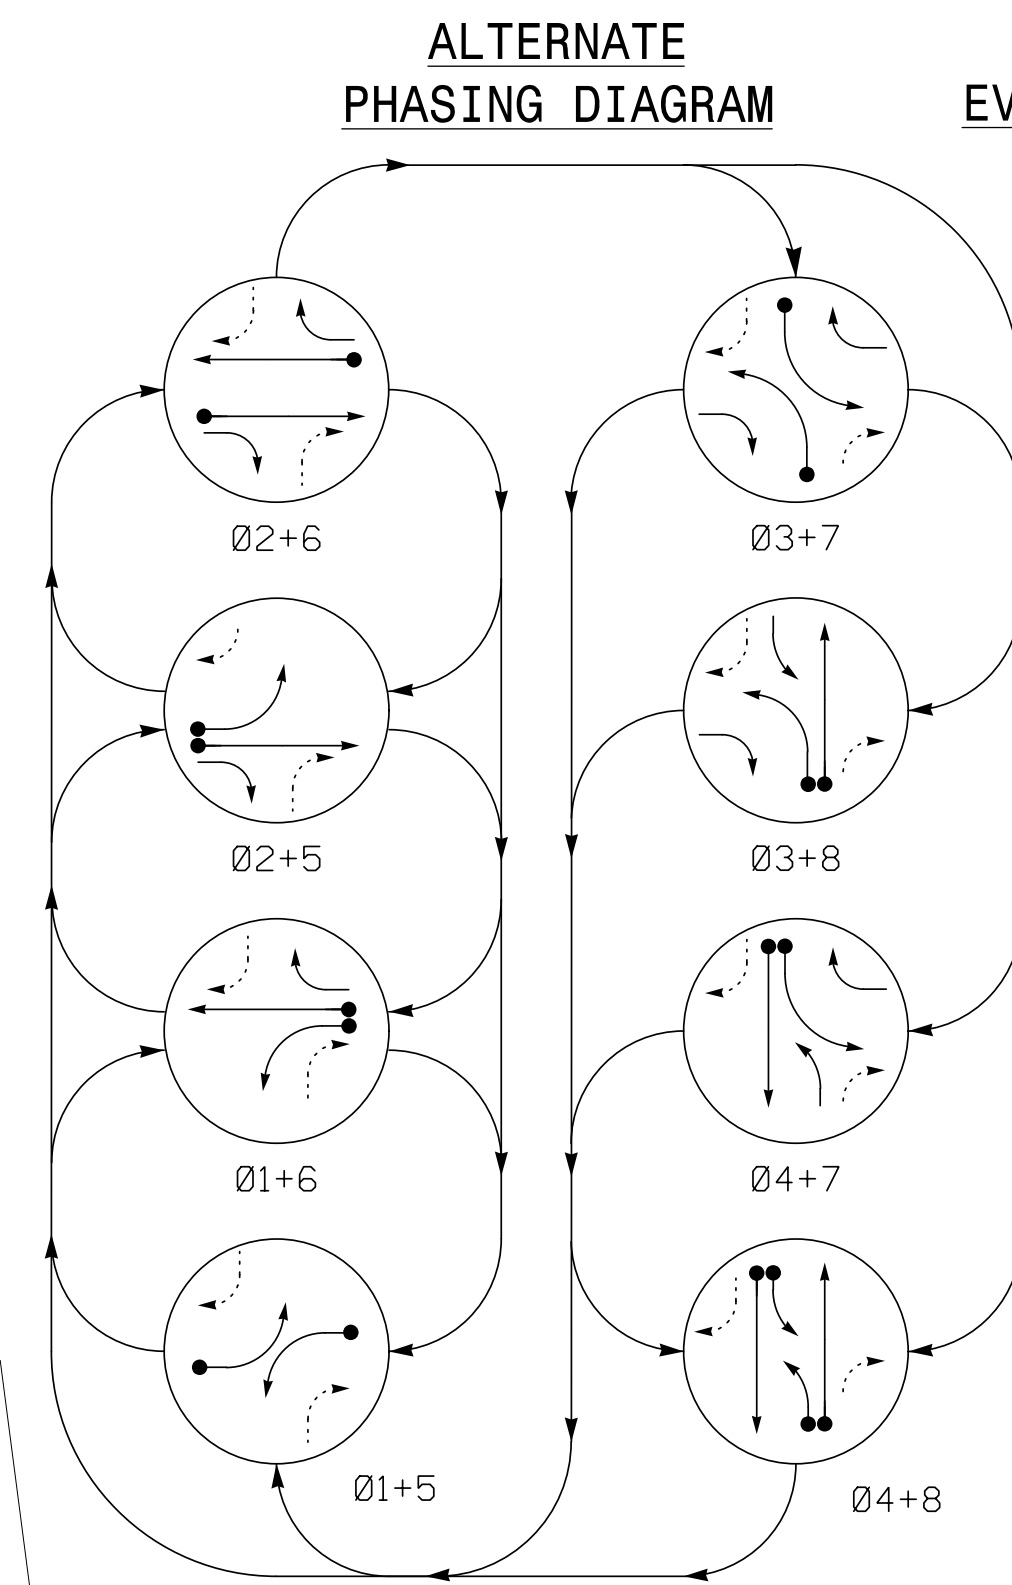 ALTERNATE
PHASING DIAGRAM
EV
Ø2+6
Ø3+7
Ø2+5
Ø3+8
Ø1+6
Ø4+7
Ø1+5
Ø4+8